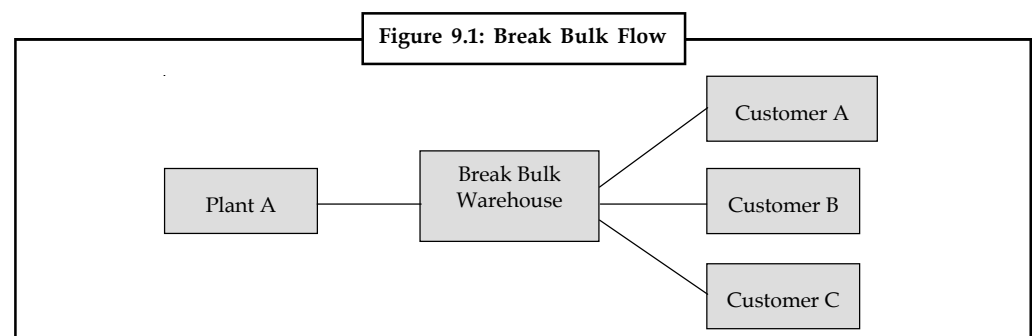 Figure 9.1: Break Bulk Flow
Customer A
Plant A
Break Bulk
Warehouse
Customer B
Customer C